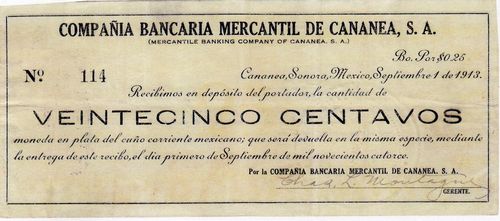 COMPAÑIA BANCARIA MERCANTIL DE CANANEA, S. A.
(MERCANTILE BANKING COMPANY OF CANANEA. S. A.)
Bo. Por $0.25
No 114
Cananea, Sonora, Mexico, Septiembre 1 de 1913.
Recibimos en depósito del portador, la cantidad de
VEINTECINCO CENTAVOS
moneda en plata del cuño corriente mexicano; que será devuelta en la misma especie, mediante
la entrega de este recibo, el día primero de Septiembre de mil novecientos catorce.
Por la COMPAÑIA BANCARIA MERCANTIL DE CANANEA. S. A.
Chas. L. Montague
GERENTE.